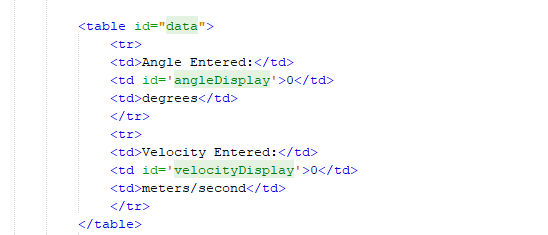 <table id="data">
<tr>
<td>Angle Entered:</td>
<td id='angleDisplay'>0</td>
<td>degrees</td>
</tr>
<tr>
<td>Velocity Entered:</td>
<td id='velocityDisplay'>0</td>
<td>meters/second</td>
</tr>
</table>